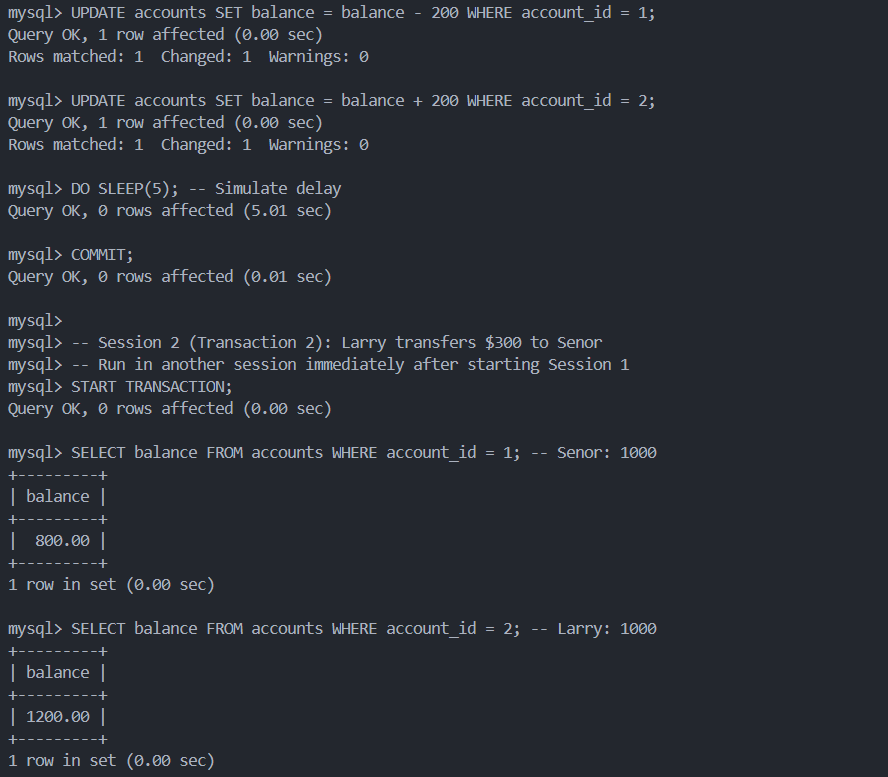 mysql> UPDATE accounts SET balance = balance - 200 WHERE account_id = 1;
Query OK, 1 row affected (0.00 sec)
Rows matched: 1  Changed: 1  Warnings: 0

mysql> UPDATE accounts SET balance = balance + 200 WHERE account_id = 2;
Query OK, 1 row affected (0.00 sec)
Rows matched: 1  Changed: 1  Warnings: 0

mysql> DO SLEEP(5); -- Simulate delay
Query OK, 0 rows affected (5.01 sec)

mysql> COMMIT;
Query OK, 0 rows affected (0.01 sec)

mysql>
mysql> -- Session 2 (Transaction 2): Larry transfers $300 to Senor
mysql> -- Run in another session immediately after starting Session 1
mysql> START TRANSACTION;
Query OK, 0 rows affected (0.00 sec)

mysql> SELECT balance FROM accounts WHERE account_id = 1; -- Senor: 1000
+---------+
| balance |
+---------+
|  800.00 |
+---------+
1 row in set (0.00 sec)

mysql> SELECT balance FROM accounts WHERE account_id = 2; -- Larry: 1000
+---------+
| balance |
+---------+
| 1200.00 |
+---------+
1 row in set (0.00 sec)